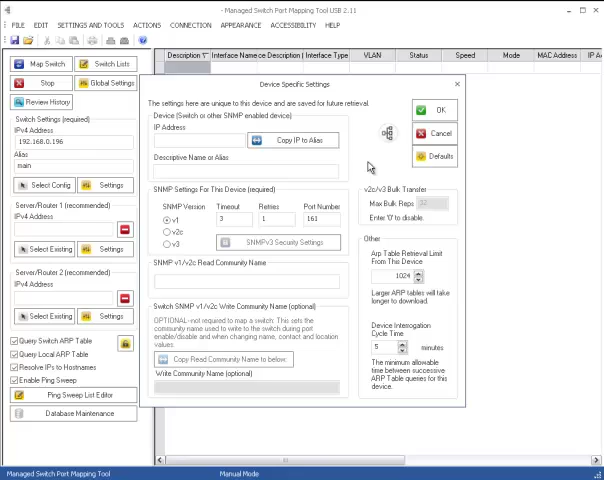 - Managed Switch Port Mapping Tool USB 2.11
FILE EDIT SETTINGS AND TOOLS ACTIONS CONNECTION APPEARANCE ACCESSIBILITY HELP
Map Switch Switch Lists
Stop Global Settings
Review History
Switch Settings (required)
IPv4 Address
192.168.0.196
Alias
main
Select Config Settings
Server/Router 1 (recommended)
IPv4 Address
Select Existing Settings
Server/Router 2 (recommended)
IPv4 Address
Select Existing Settings
Query Switch ARP Table
Query Local ARP Table
Resolve IPs to Hostnames
Enable Ping Sweep
Ping Sweep List Editor
Database Maintenance
Description Interface Name ce Description Interface Type VLAN Status Speed Mode MAC Address IP A
Device Specific Settings
The settings here are unique to this device and are saved for future retrieval.
Device (Switch or other SNMP enabled device)
IP Address
Copy IP to Alias
Descriptive Name or Alias
OK
Cancel
Defaults
SNMP Settings For This Device (required)
SNMP Version Timeout Retries Port Number
v1 3 1 161
v2c
v3
SNMPv3 Security Settings
SNMP v1/v2c Read Community Name
Switch SNMP v1/v2c Write Community Name (optional)
OPTIONAL-not required to map a switch: This sets the
community name used to write to the switch during port
enable/disable and when changing name, contact and location
values
Copy Read Community Name to below:
Write Community Name (optional)
v2c/v3 Bulk Transfer
Max Bulk Reps 32
Enter '0' to disable.
Other
Arp Table Retrieval Limit
From This Device
1024
Larger ARP tables will take
longer to download.
Device Interrogation
Cycle Time
5 minutes
The minimum allowable
time between successive
ARP Table queries for this
device.
Managed Switch Port Mapping Tool Manual Mode